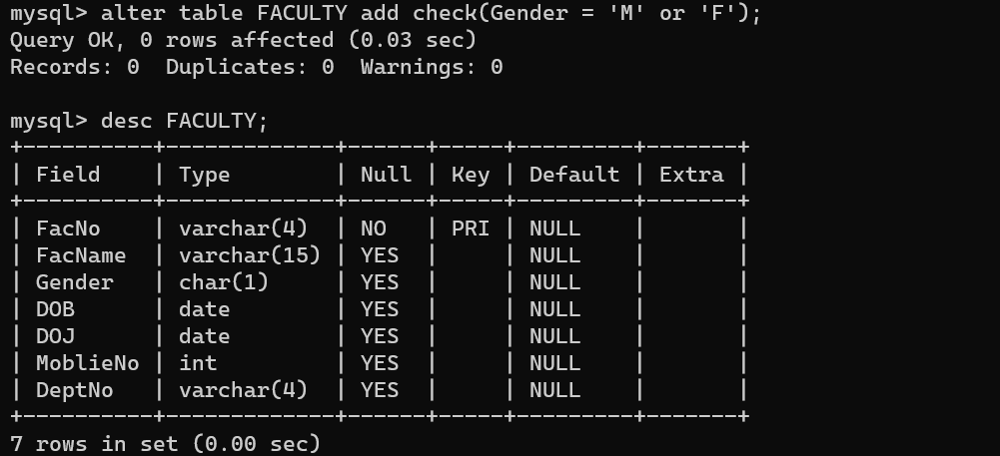 mysql> alter table FACULTY add check(Gender = 'M' or 'F');
Query OK, 0 rows affected (0.03 sec)
Records: 0  Duplicates: 0  Warnings: 0

mysql> desc FACULTY;
+----------+-------------+------+-----+---------+-------+
| Field    | Type        | Null | Key | Default | Extra |
+----------+-------------+------+-----+---------+-------+
| FacNo    | varchar(4)  | NO   | PRI | NULL    |       |
| FacName  | varchar(15) | YES  |     | NULL    |       |
| Gender   | char(1)     | YES  |     | NULL    |       |
| DOB      | date        | YES  |     | NULL    |       |
| DOJ      | date        | YES  |     | NULL    |       |
| MoblieNo | int         | YES  |     | NULL    |       |
| DeptNo   | varchar(4)  | YES  |     | NULL    |       |
+----------+-------------+------+-----+---------+-------+
7 rows in set (0.00 sec)